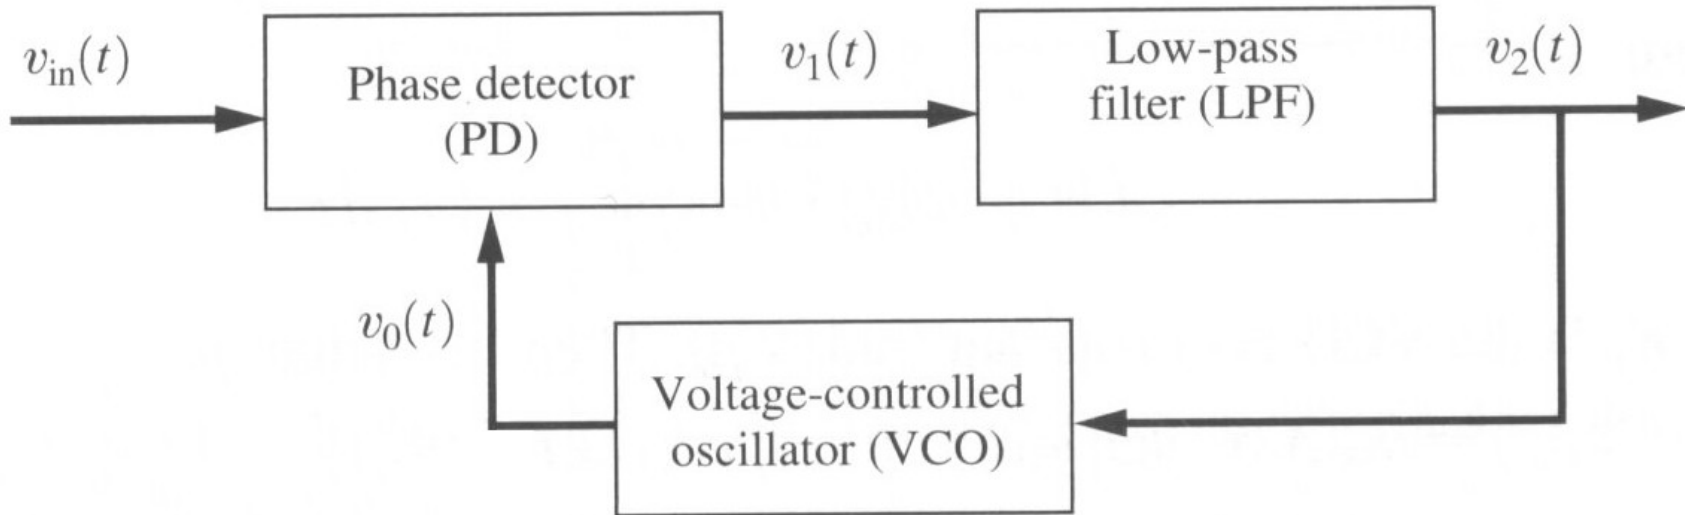 v_in(t)
Phase detector
(PD)
v_1(t)
Low-pass
filter (LPF)
v_2(t)
v_0(t)
Voltage-controlled
oscillator (VCO)